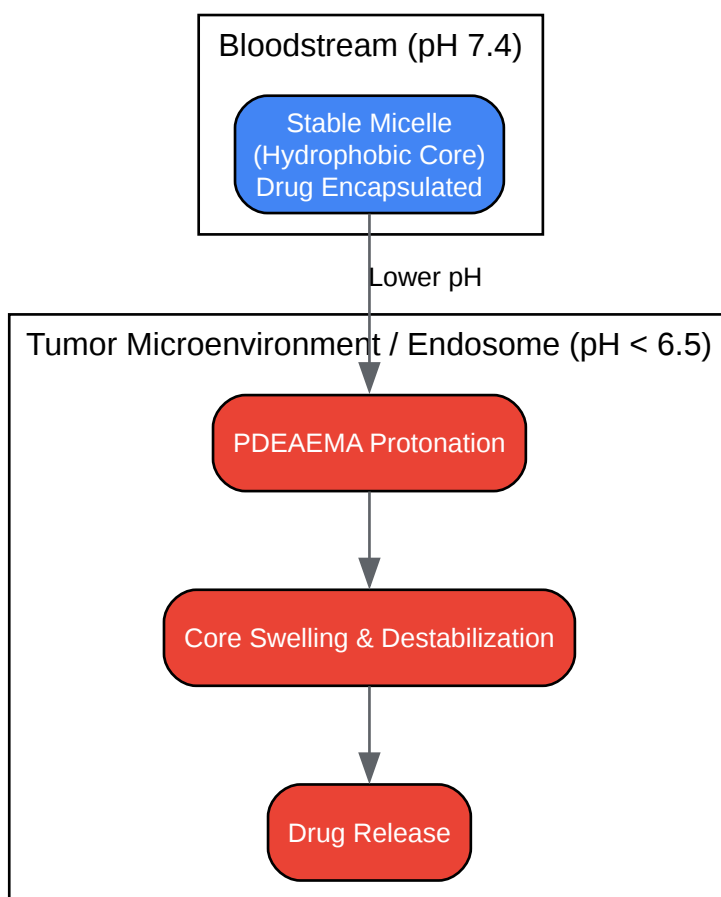 Bloodstream (pH 7.4)
Stable Micelle
(Hydrophobic Core)
Drug Encapsulated
Lower pH
Tumor Microenvironment / Endosome (pH < 6.5)
PDEAEMA Protonation
Core Swelling & Destabilization
Drug Release